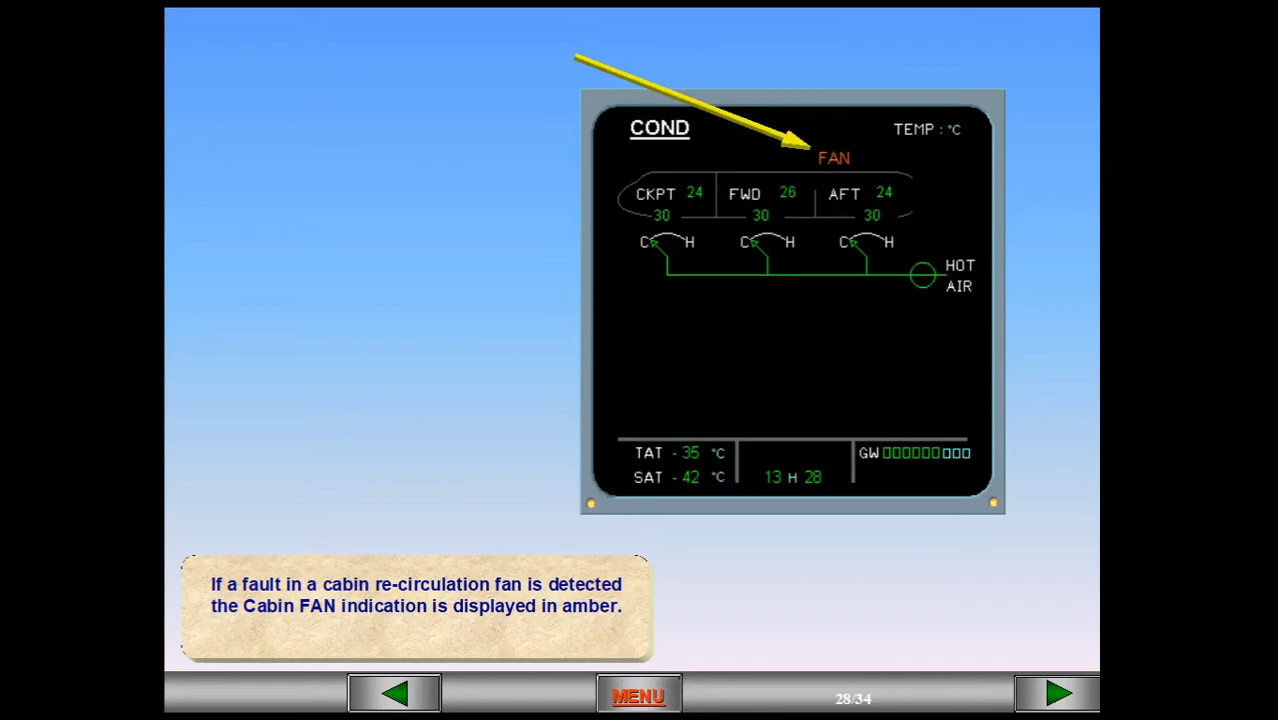 COND TEMP : °C
FAN
CKPT 24 FWD 26 AFT 24
30 30 30
C H C H C H
HOT
AIR
TAT - 35 °C GW
SAT - 42 °C 13 H 28
If a fault in a cabin re-circulation fan is detected
the Cabin FAN indication is displayed in amber.
MENU 28/34